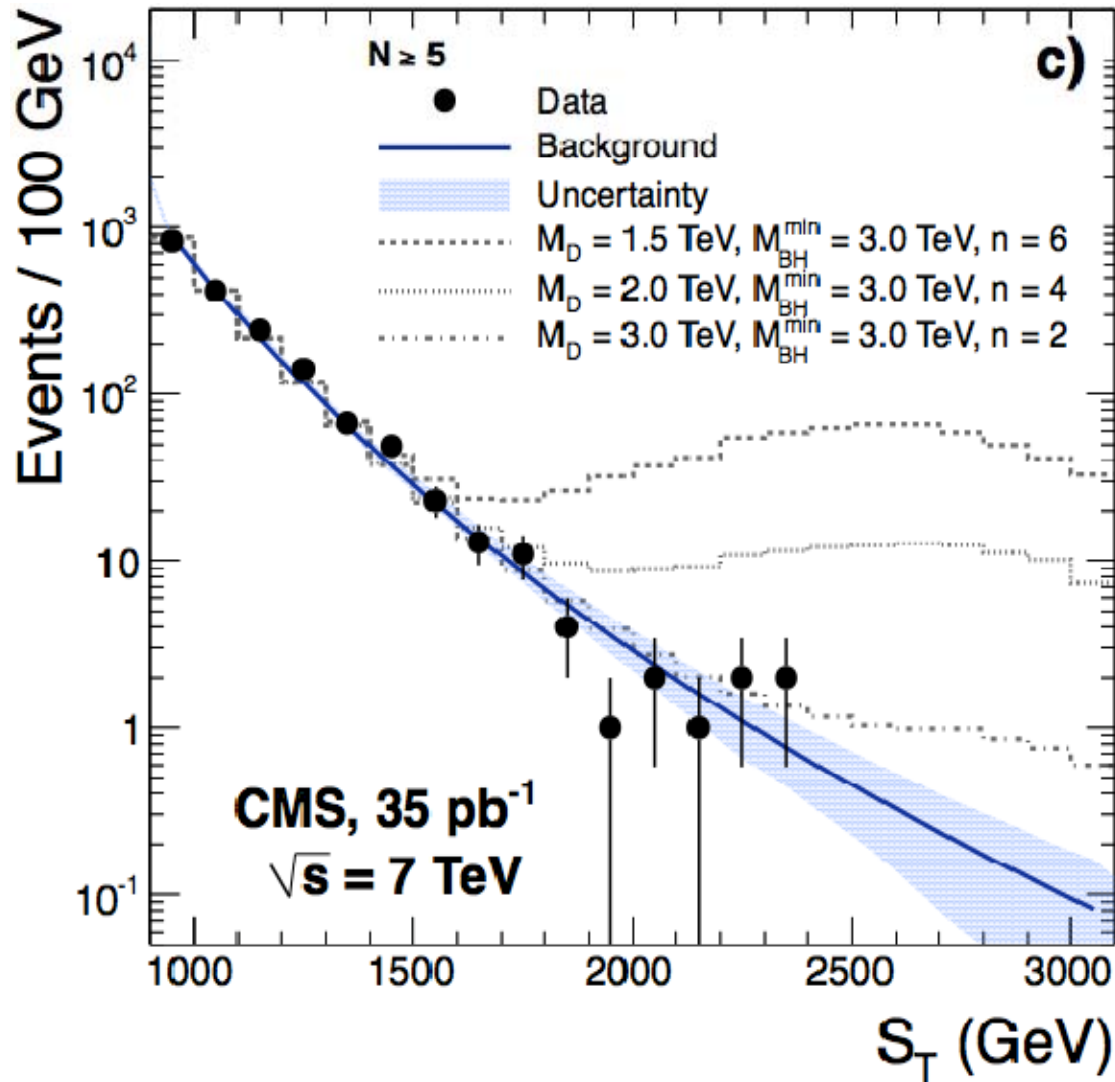 c)
N ≥ 5
Data
Background
Uncertainty
M_D = 1.5 TeV, M_BH^min = 3.0 TeV, n = 6
M_D = 2.0 TeV, M_BH^min = 3.0 TeV, n = 4
M_D = 3.0 TeV, M_BH^min = 3.0 TeV, n = 2
Events / 100 GeV
10^4
10^3
10^2
10
1
10^-1
CMS, 35 pb^-1
√s = 7 TeV
1000 1500 2000 2500 3000
S_T (GeV)